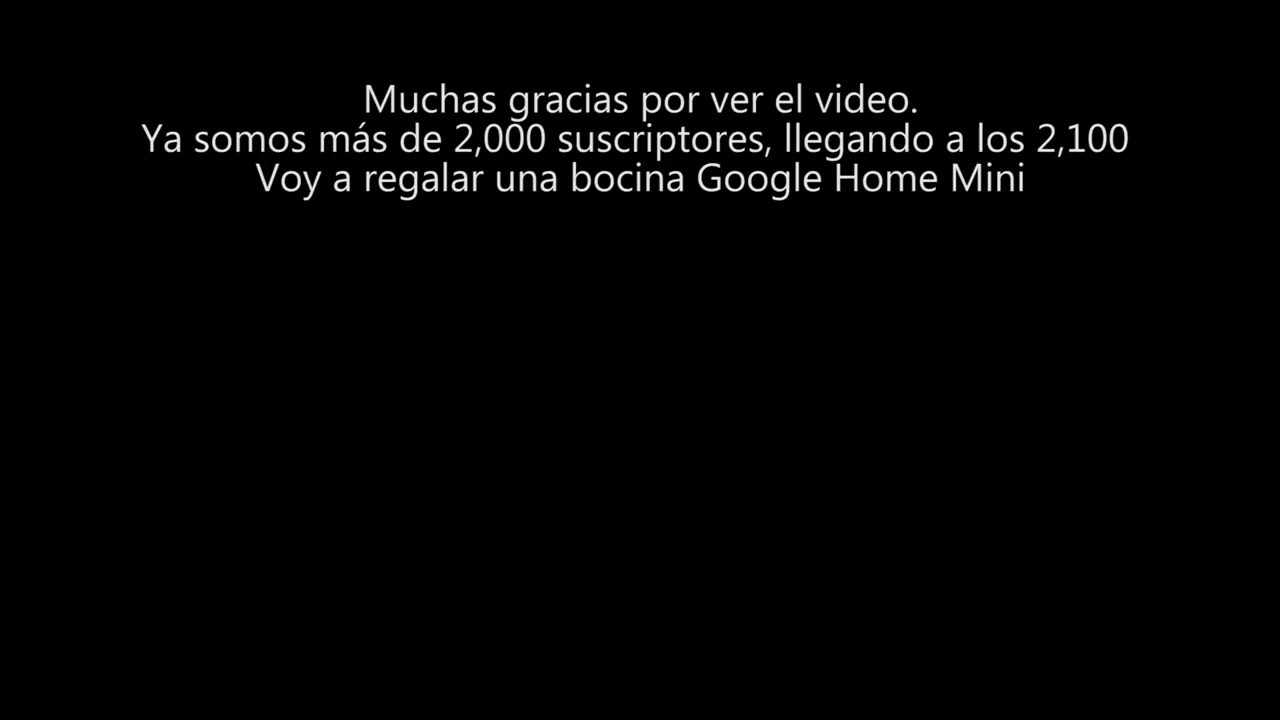 Muchas gracias por ver el video.
Ya somos más de 2,000 suscriptores, llegando a los 2,100
Voy a regalar una bocina Google Home Mini